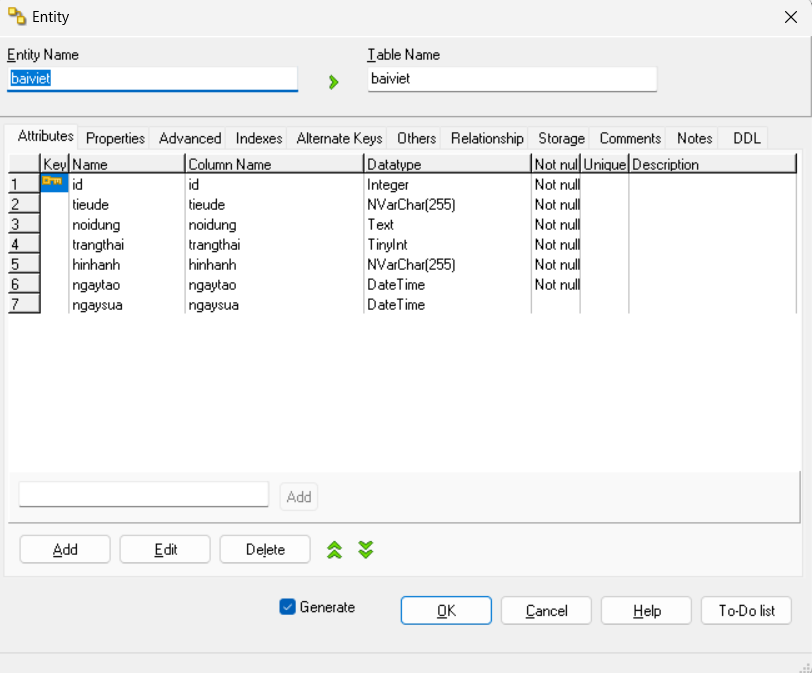 Entity
Entity Name Table Name
baiviet baiviet
Attributes Properties Advanced Indexes Alternate Keys Others Relationship Storage Comments Notes DDL
Key Name Column Name Datatype Not nul Unique Description
1 id id Integer Not null
2 tieude tieude NVarChar(255) Not null
3 noidung noidung Text Not null
4 trangthai trangthai TinyInt Not null
5 hinhanh hinhanh NVarChar(255) Not null
6 ngaytao ngaytao DateTime Not null
7 ngaysua ngaysua DateTime
Add
Add Edit Delete
Generate OK Cancel Help To-Do list